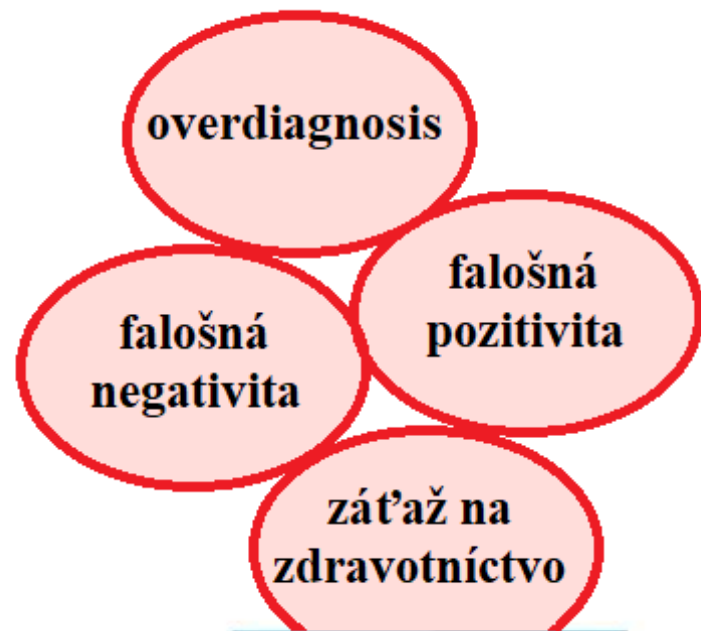 overdiagnosis
falošná
pozitivita
falošná
negativita
záťaž na
zdravotníctvo